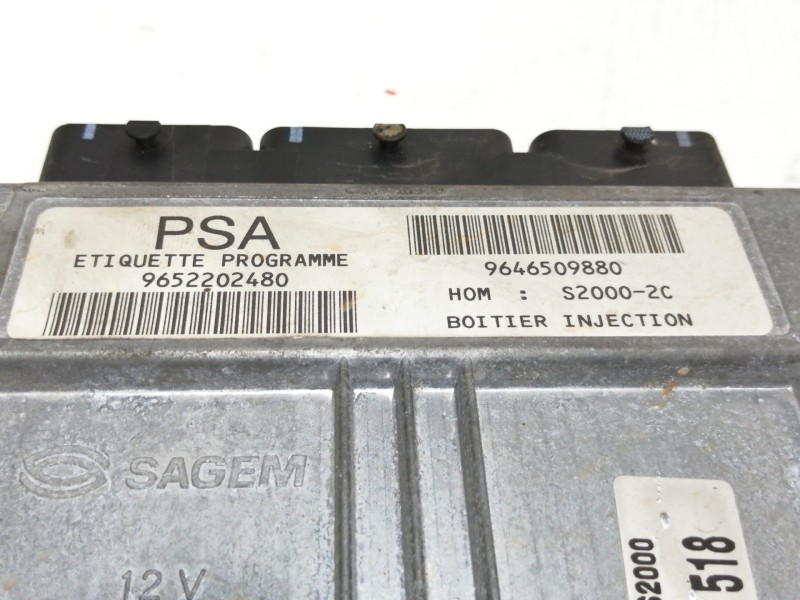 PSA
ETIQUETTE PROGRAMME
9652202480
9646509880
HOM : S2000-2C
BOITIER INJECTION
SAGEM
12 V
S2000
518